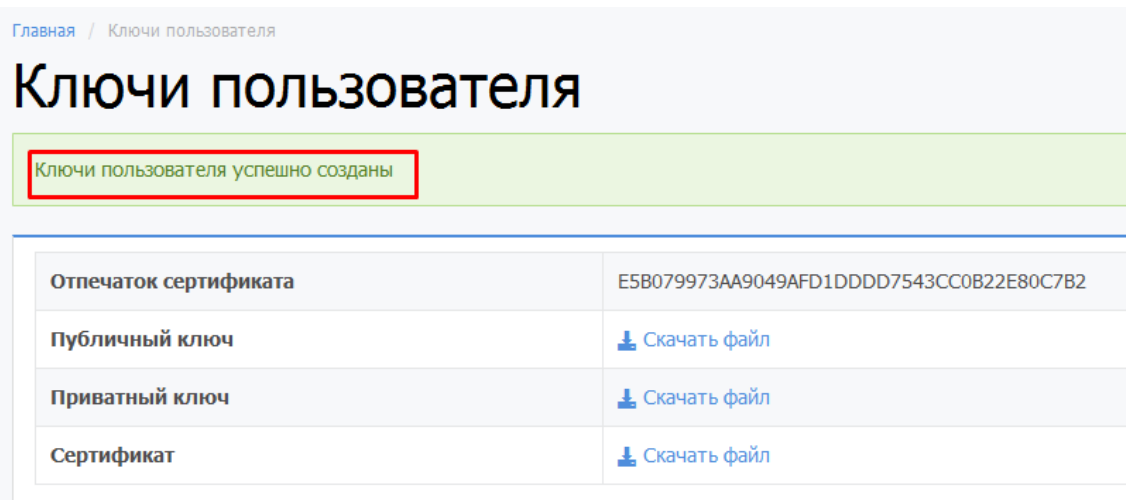 Главная / Ключи пользователя
Ключи пользователя
Ключи пользователя успешно созданы
Отпечаток сертификата E5B079973AA9049AFD1DDDD7543CC0B22E80C7B2
Публичный ключ Скачать файл
Приватный ключ Скачать файл
Сертификат Скачать файл